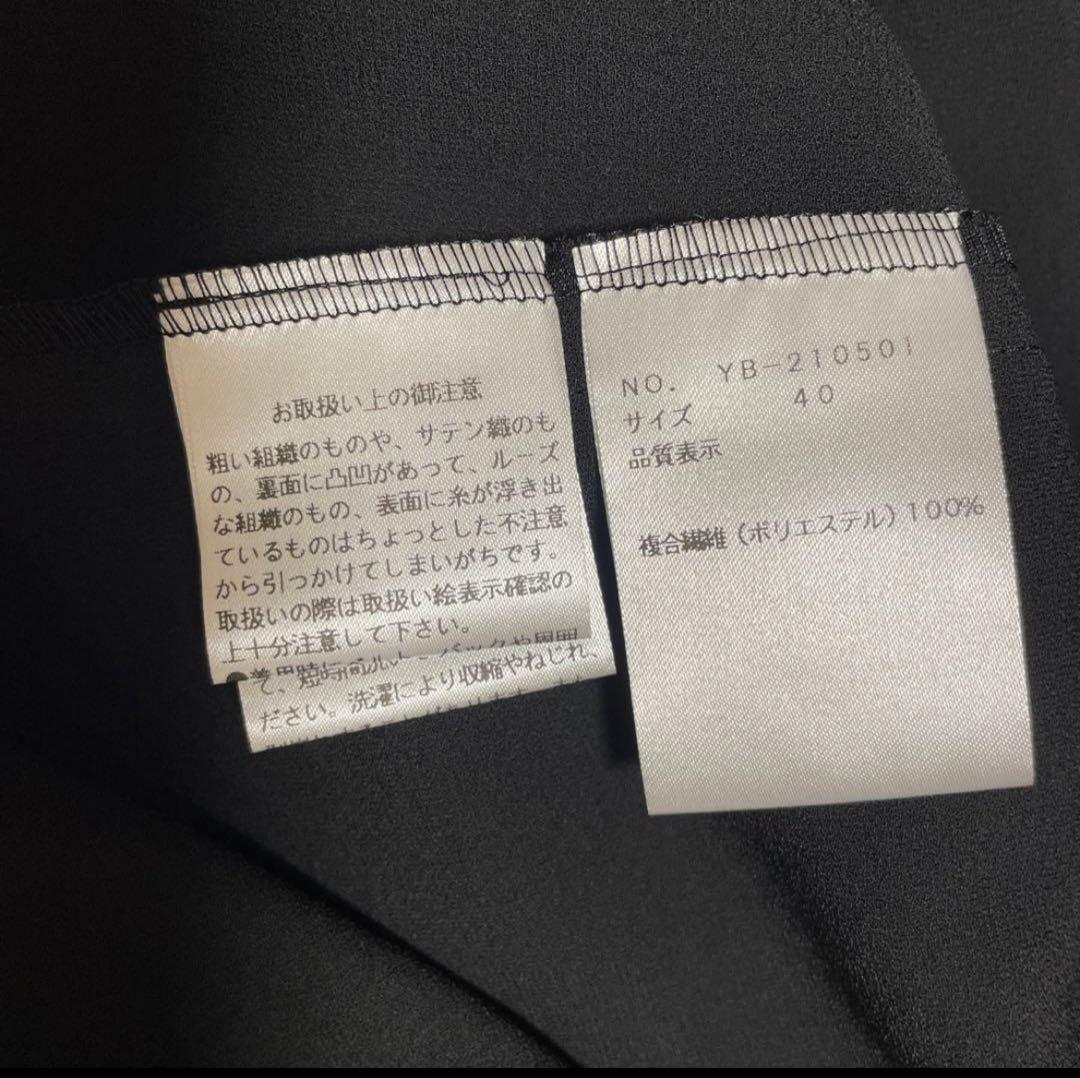 お取扱い上の御注意
粗い組織のものや、サテン織のも
の、裏面に凸凹があって、ルーズ
な組織のもの、表面に糸が浮き出
ているものはちょっとした不注意
から引っかけてしまいがちです。
取扱いの際は取扱い絵表示確認の
上十分注意して下さい。
ださい。洗濯により収縮やねじれ、
NO. YB-210501
サイズ 40
品質表示
複合繊維(ポリエステル)100%